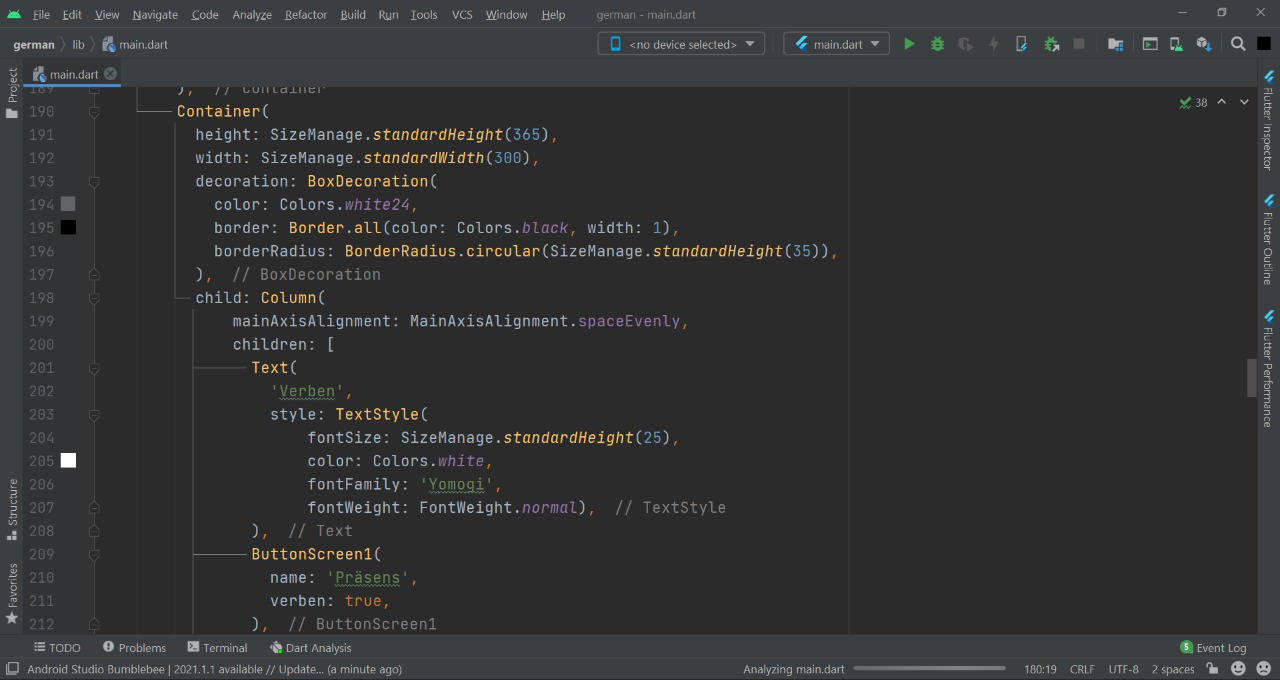 File Edit View Navigate Code Analyze Refactor Build Run Tools VCS Window Help german - main.dart
german lib main.dart <no device selected> main.dart
main.dart
Project
Structure
Favorites
189 ), // Container
190 Container(
191 height: SizeManage.standardHeight(365),
192 width: SizeManage.standardWidth(300),
193 decoration: BoxDecoration(
194 color: Colors.white24,
195 border: Border.all(color: Colors.black, width: 1),
196 borderRadius: BorderRadius.circular(SizeManage.standardHeight(35)),
197 ), // BoxDecoration
198 child: Column(
199 mainAxisAlignment: MainAxisAlignment.spaceEvenly,
200 children: [
201 Text(
202 'Verben',
203 style: TextStyle(
204 fontSize: SizeManage.standardHeight(25),
205 color: Colors.white,
206 fontFamily: 'Yomogi',
207 fontWeight: FontWeight.normal), // TextStyle
208 ), // Text
209 ButtonScreen1(
210 name: 'Präsens',
211 verben: true,
212 ), // ButtonScreen1
38
Flutter Inspector
Flutter Outline
Flutter Performance
TODO Problems Terminal Dart Analysis 5 Event Log
Android Studio Bumblebee | 2021.1.1 available // Update... (a minute ago) Analyzing main.dart 180:19 CRLF UTF-8 2 spaces